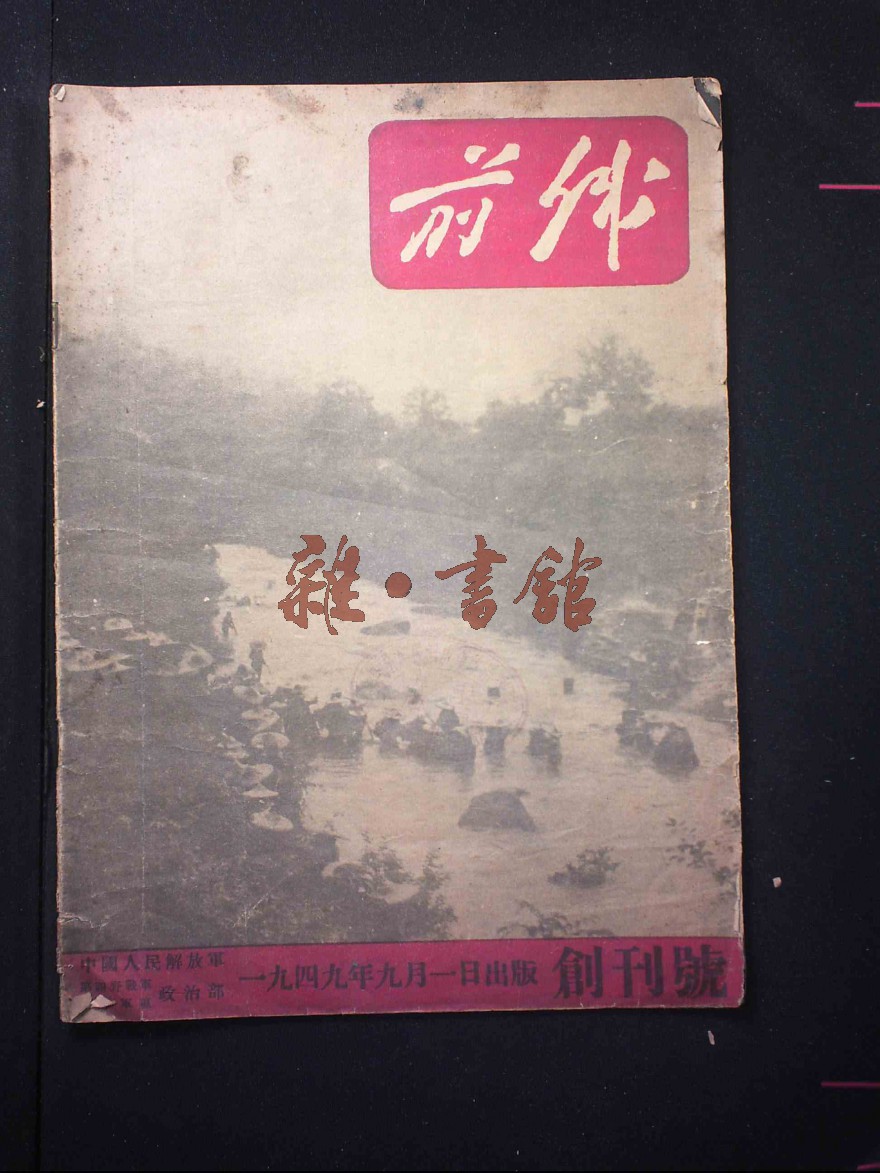 前
雜·書館
中國人民解放軍
政治部
一九四九年九月一日出版
創刊號